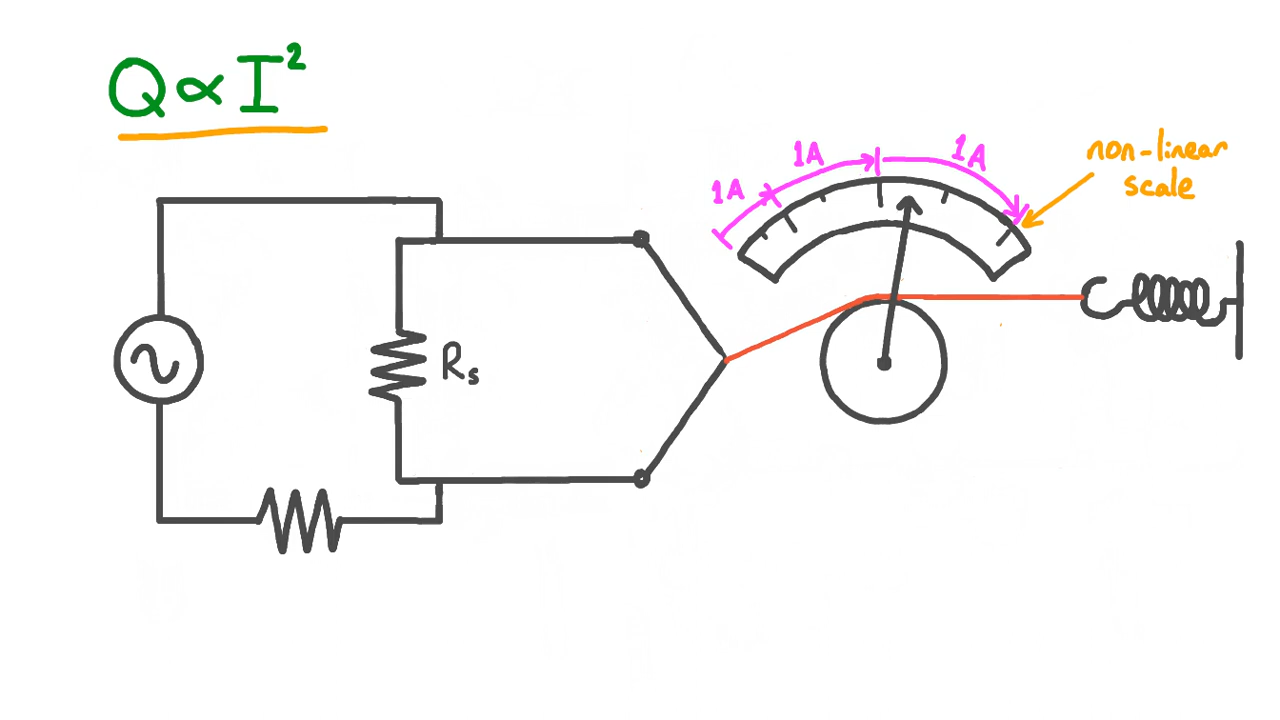 Q∝I²
1A
1A
1A
non-linear
scale
Rs